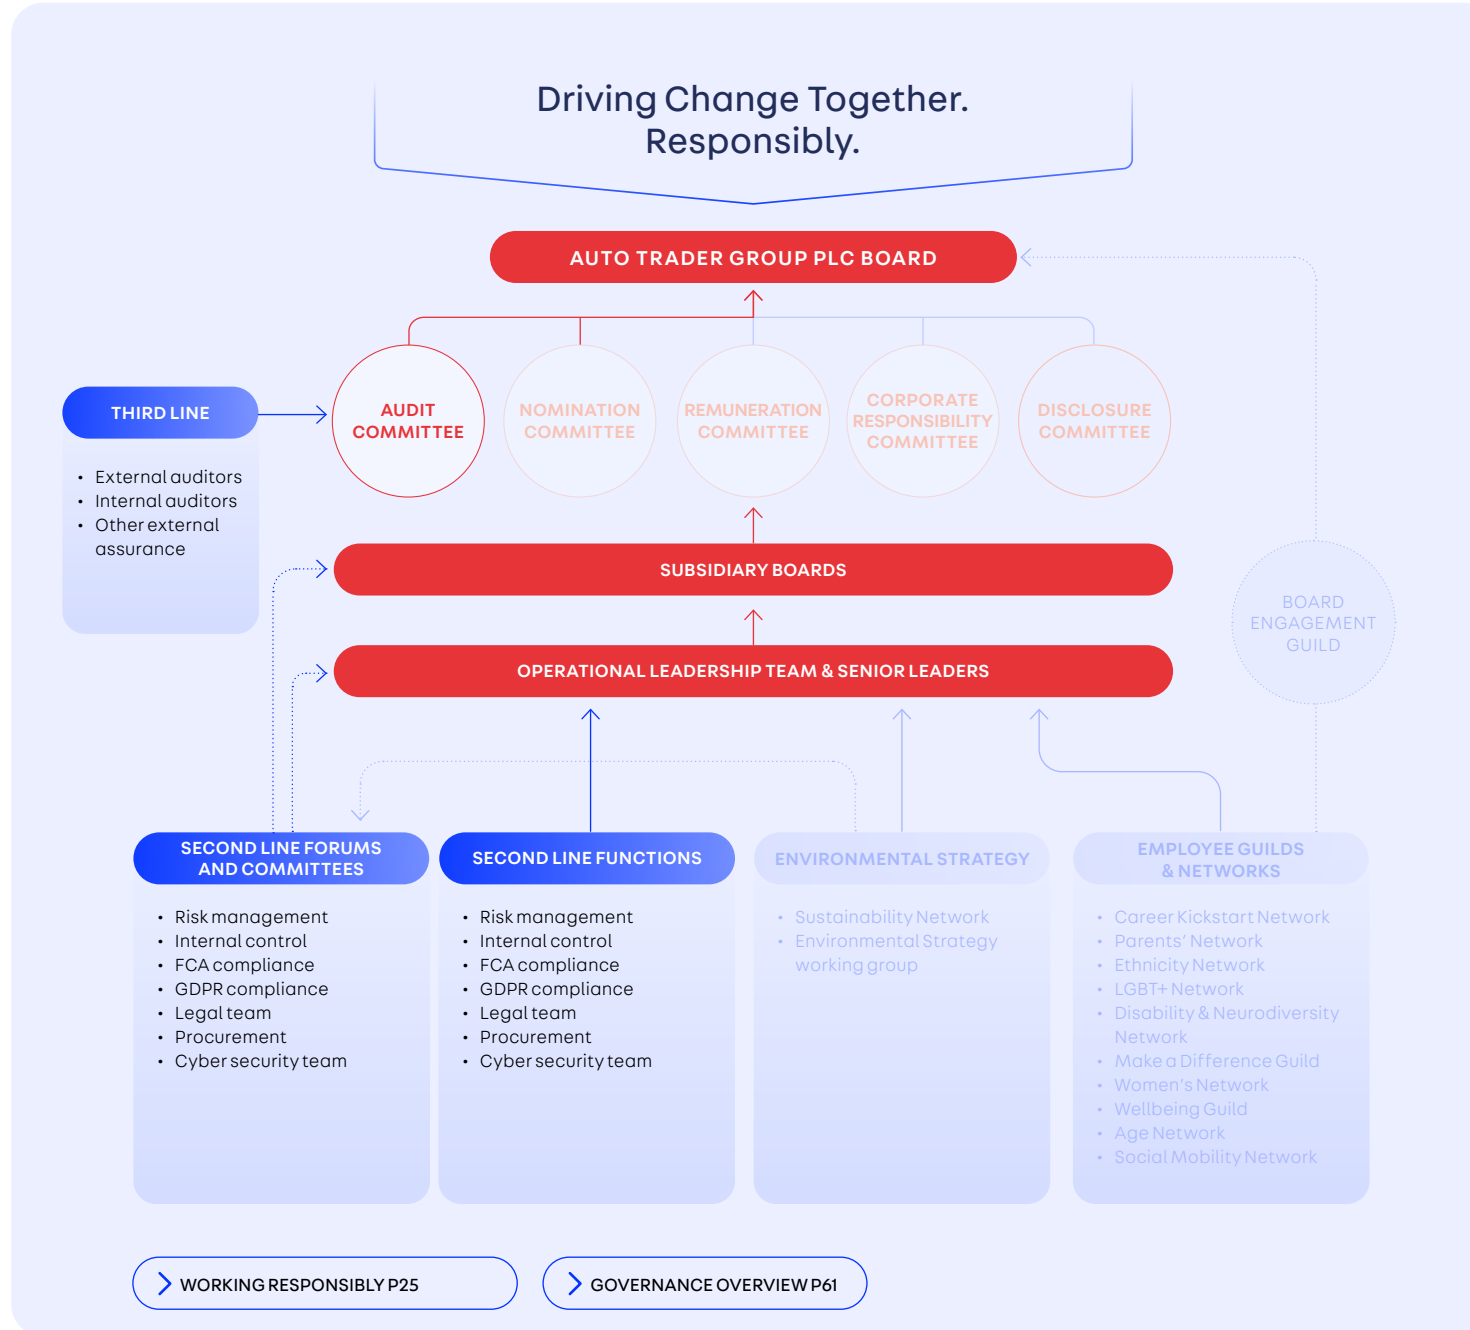 Driving Change Together.
Responsibly.
AUTO TRADER GROUP PLC BOARD
THIRD LINE
• External auditors
• Internal auditors
• Other external
assurance
AUDIT
COMMITTEE
NOMINATION
COMMITTEE
REMUNERATION
COMMITTEE
CORPORATE
RESPONSIBILITY
COMMITTEE
DISCLOSURE
COMMITTEE
SUBSIDIARY BOARDS
OPERATIONAL LEADERSHIP TEAM & SENIOR LEADERS
BOARD
ENGAGEMENT
GUILD
SECOND LINE FORUMS
AND COMMITTEES
• Risk management
• Internal control
• FCA compliance
• GDPR compliance
• Legal team
• Procurement
• Cyber security team
SECOND LINE FUNCTIONS
• Risk management
• Internal control
• FCA compliance
• GDPR compliance
• Legal team
• Procurement
• Cyber security team
ENVIRONMENTAL STRATEGY
• Sustainability Network
• Environmental Strategy
working group
EMPLOYEE GUILDS
& NETWORKS
• Career Kickstart Network
• Parents' Network
• Ethnicity Network
• LGBT+ Network
• Disability & Neurodiversity
Network
• Make a Difference Guild
• Women's Network
• Wellbeing Guild
• Age Network
• Social Mobility Network
WORKING RESPONSIBLY P25
GOVERNANCE OVERVIEW P61